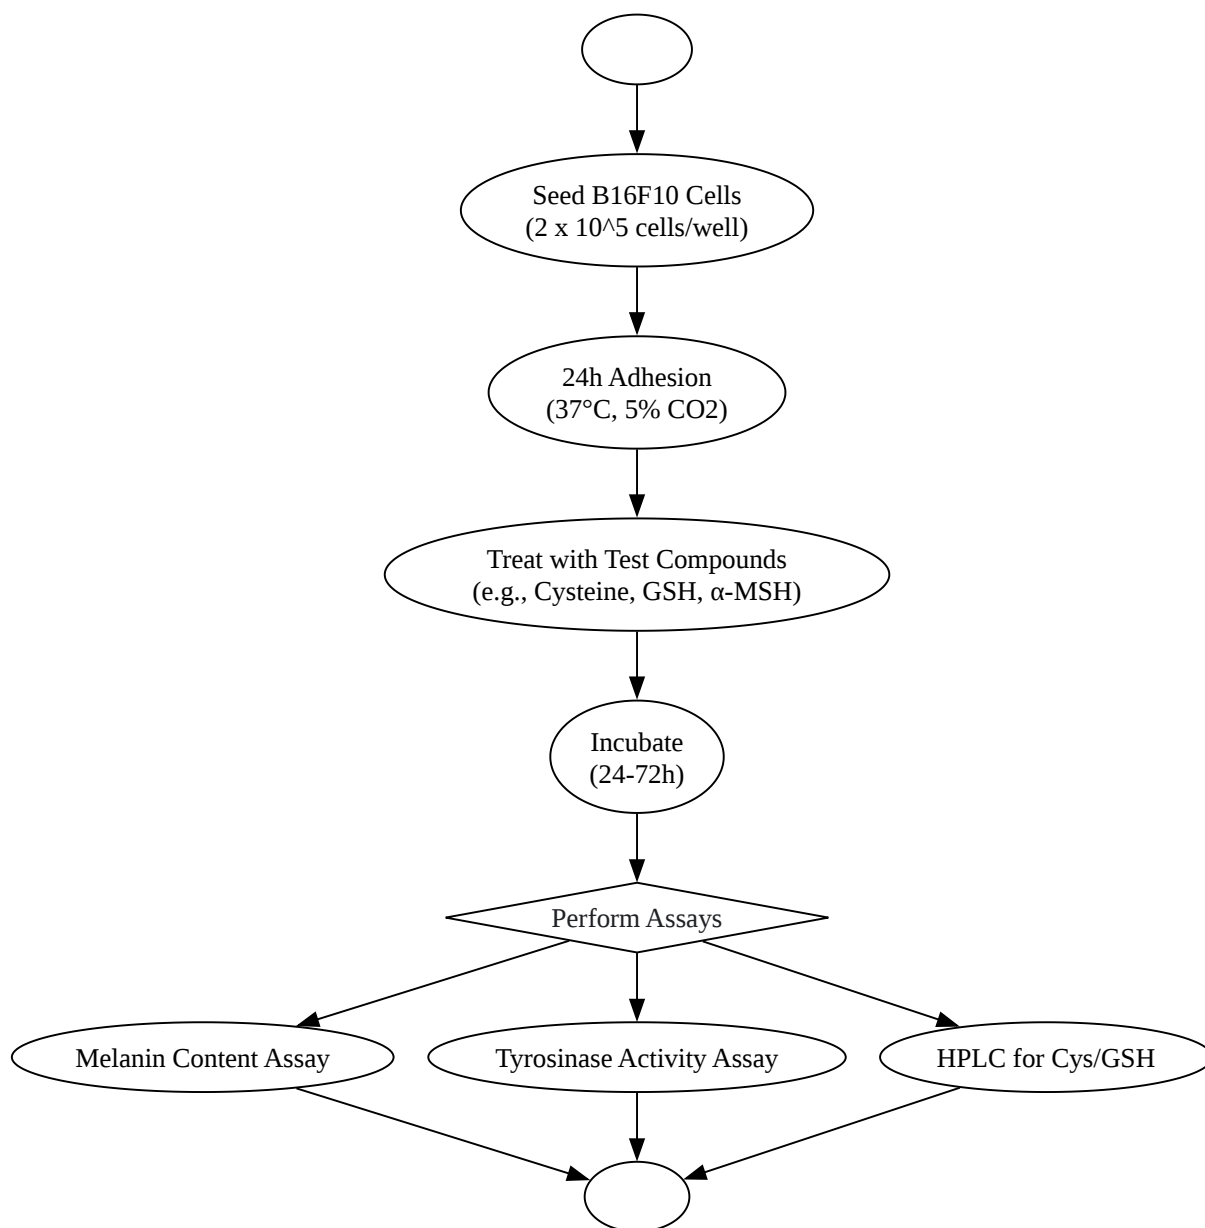 Seed B16F10 Cells
(2 x 10^5 cells/well)
24h Adhesion
(37°C, 5% CO2)
Treat with Test Compounds
(e.g., Cysteine, GSH, α-MSH)
Incubate
(24-72h)
Perform Assays
Melanin Content Assay
Tyrosinase Activity Assay
HPLC for Cys/GSH